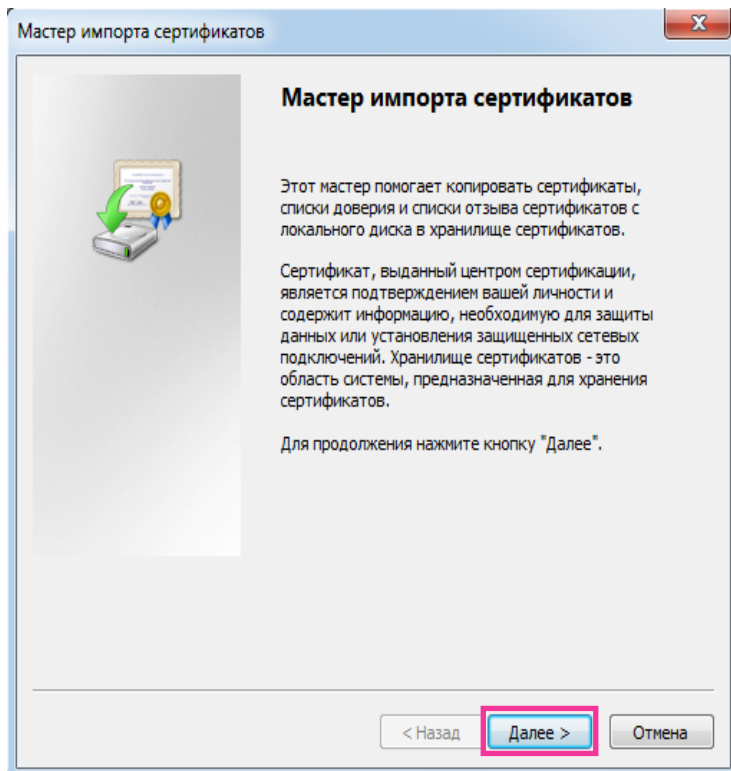 Мастер импорта сертификатов
Мастер импорта сертификатов
Этот мастер помогает копировать сертификаты,
списки доверия и списки отзыва сертификатов с
локального диска в хранилище сертификатов.
Сертификат, выданный центром сертификации,
является подтверждением вашей личности и
содержит информацию, необходимую для защиты
данных или установления защищенных сетевых
подключений. Хранилище сертификатов - это
область системы, предназначенная для хранения
сертификатов.
Для продолжения нажмите кнопку "Далее".
< Назад
Далее >
Отмена